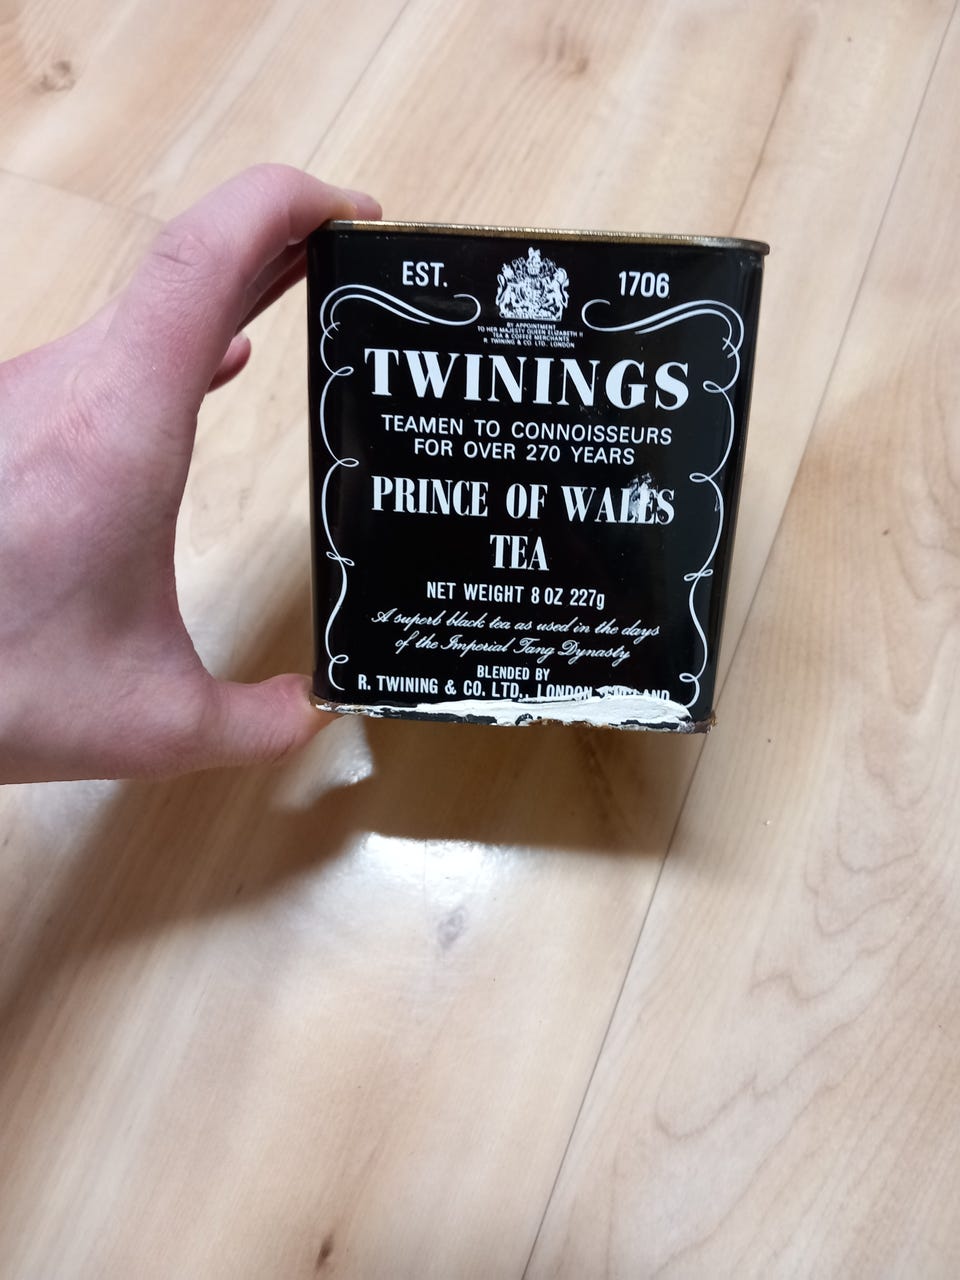 EST. 1706
BY APPOINTMENT
TO HER MAJESTY QUEEN ELIZABETH II
TEA & COFFEE MERCHANTS
R. TWINING & CO. LTD. LONDON
TWININGS
TEAMEN TO CONNOISSEURS
FOR OVER 270 YEARS
PRINCE OF WALES
TEA
NET WEIGHT 8 OZ 227g
A superb black tea as used in the days
of the Imperial Tang Dynasty
BLENDED BY
R. TWINING & CO. LTD., LONDON ENGLAND